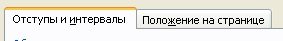 Отступы и интервалы
Положение на странице